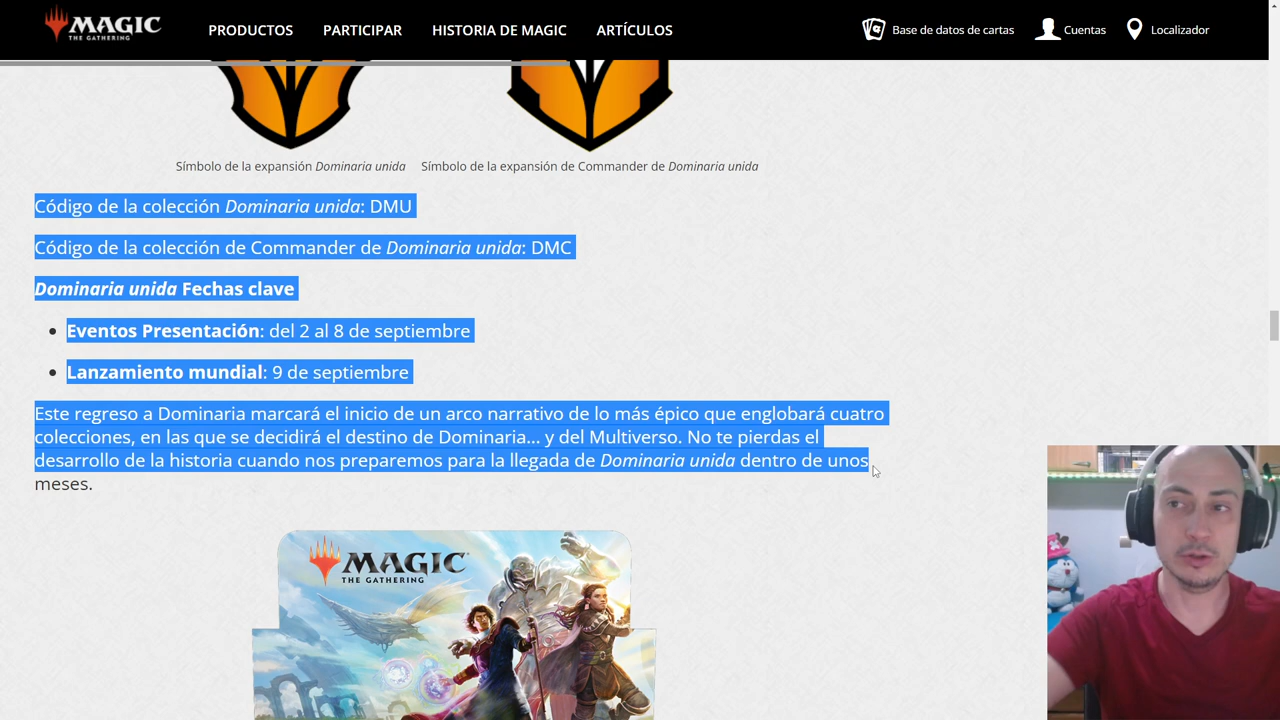 MAGIC
THE GATHERING
PRODUCTOS PARTICIPAR HISTORIA DE MAGIC ARTÍCULOS Base de datos de cartas Cuentas Localizador
Símbolo de la expansión Dominaria unida Símbolo de la expansión de Commander de Dominaria unida
Código de la colección Dominaria unida: DMU
Código de la colección de Commander de Dominaria unida: DMC
Dominaria unida Fechas clave
• Eventos Presentación: del 2 al 8 de septiembre
• Lanzamiento mundial: 9 de septiembre
Este regreso a Dominaria marcará el inicio de un arco narrativo de lo más épico que englobará cuatro
colecciones, en las que se decidirá el destino de Dominaria... y del Multiverso. No te pierdas el
desarrollo de la historia cuando nos preparemos para la llegada de Dominaria unida dentro de unos
meses.
MAGIC
THE GATHERING